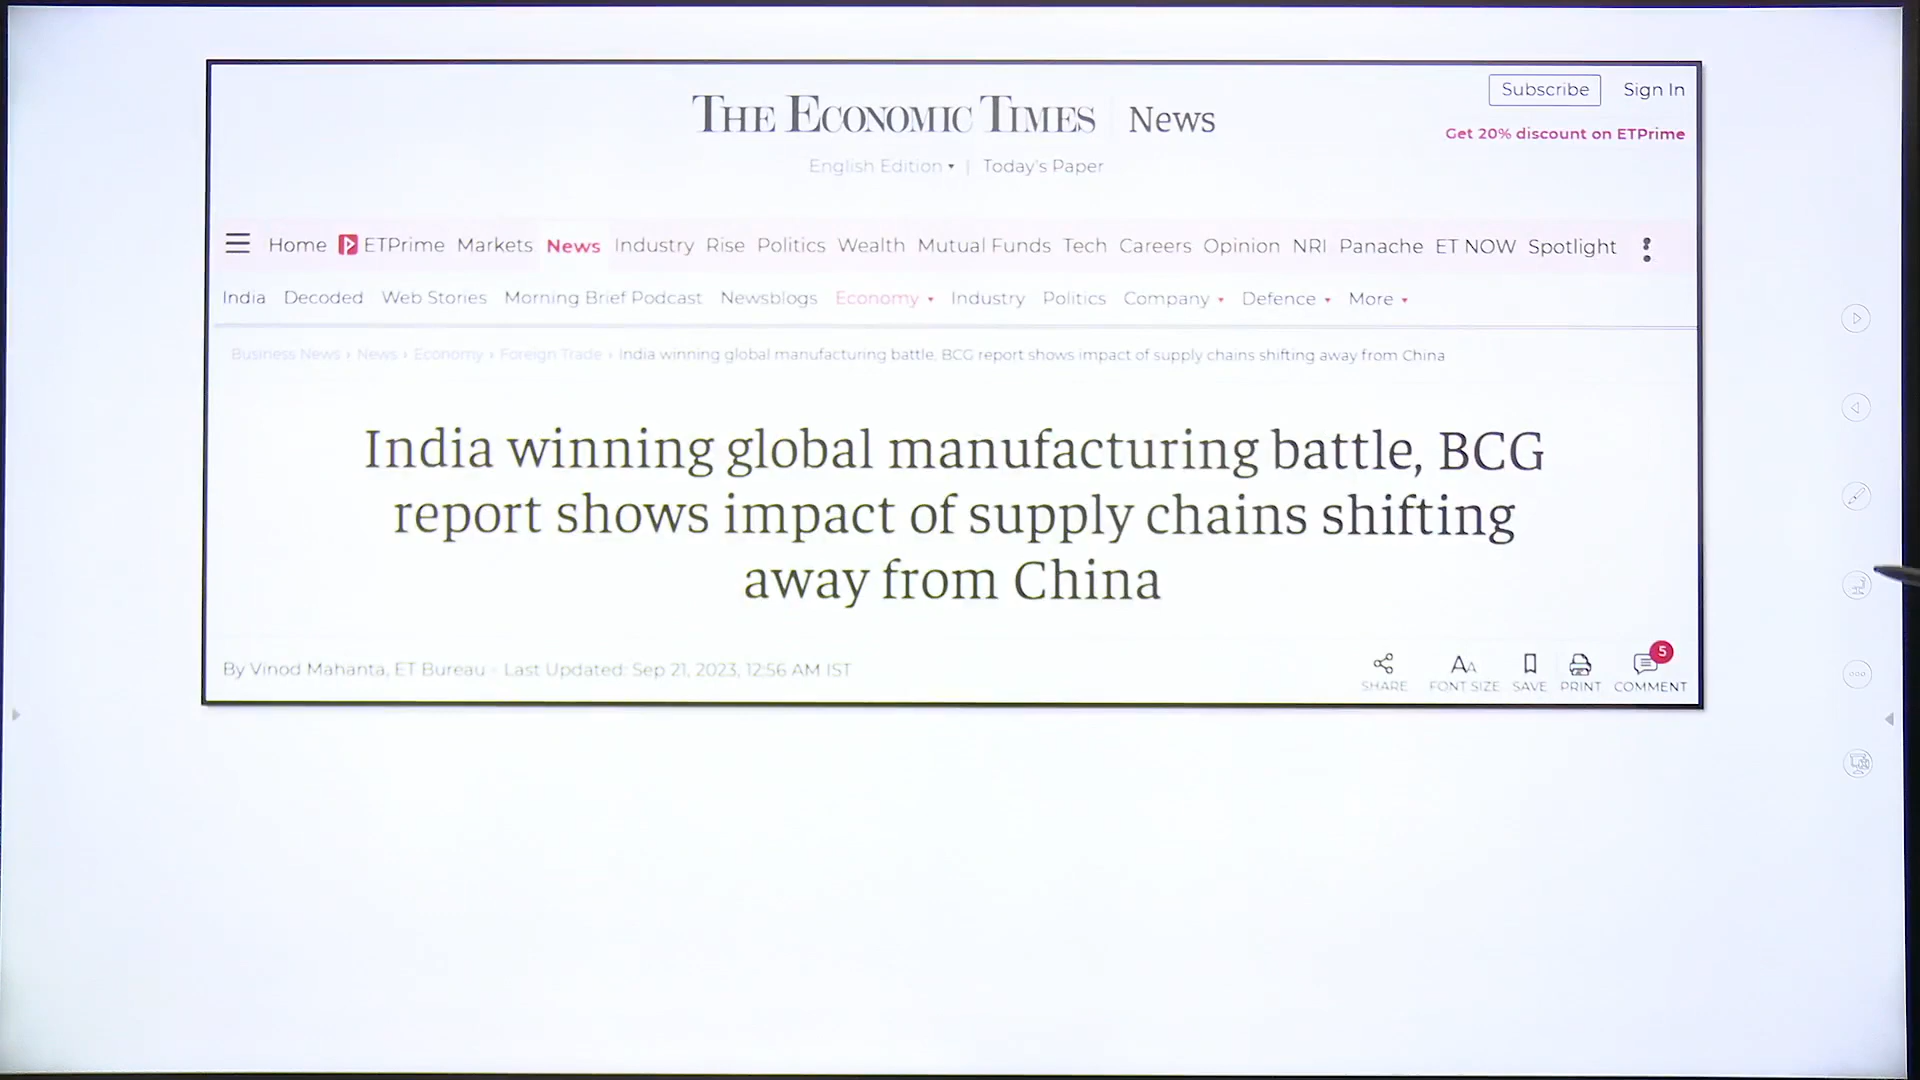 Subscribe Sign In
THE ECONOMIC TIMES | News
Get 20% discount on ETPrime
English Edition | Today's Paper
Home ETPrime Markets News Industry Rise Politics Wealth Mutual Funds Tech Careers Opinion NRI Panache ET NOW Spotlight
India Decoded Web Stories Morning Brief Podcast Newsblogs Economy Industry Politics Company Defence More
Business News › News › Economy › Foreign Trade › India winning global manufacturing battle, BCG report shows impact of supply chains shifting away from China
India winning global manufacturing battle, BCG
report shows impact of supply chains shifting
away from China
By Vinod Mahanta, ET Bureau - Last Updated: Sep 21, 2023, 12:56 AM IST
5
SHARE FONT SIZE SAVE PRINT COMMENT